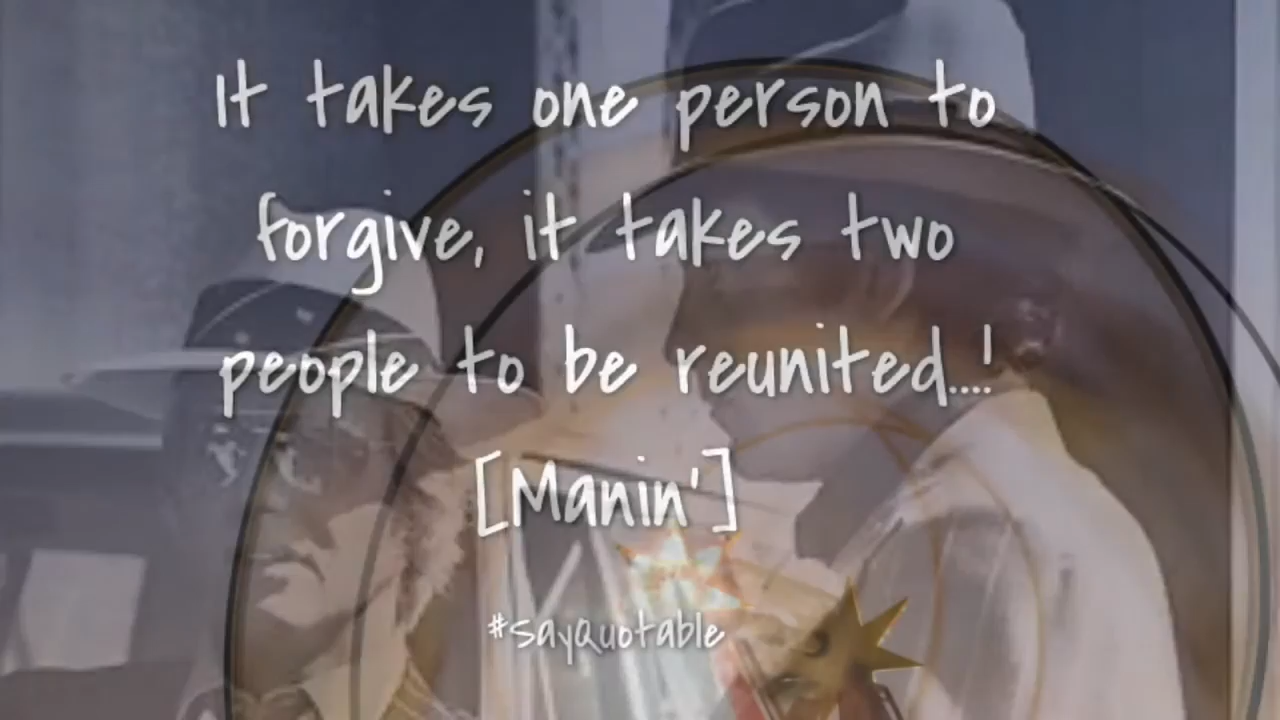 It takes one person to
forgive, it takes two
people to be reunited....!
[Manin']
#SayQuotable